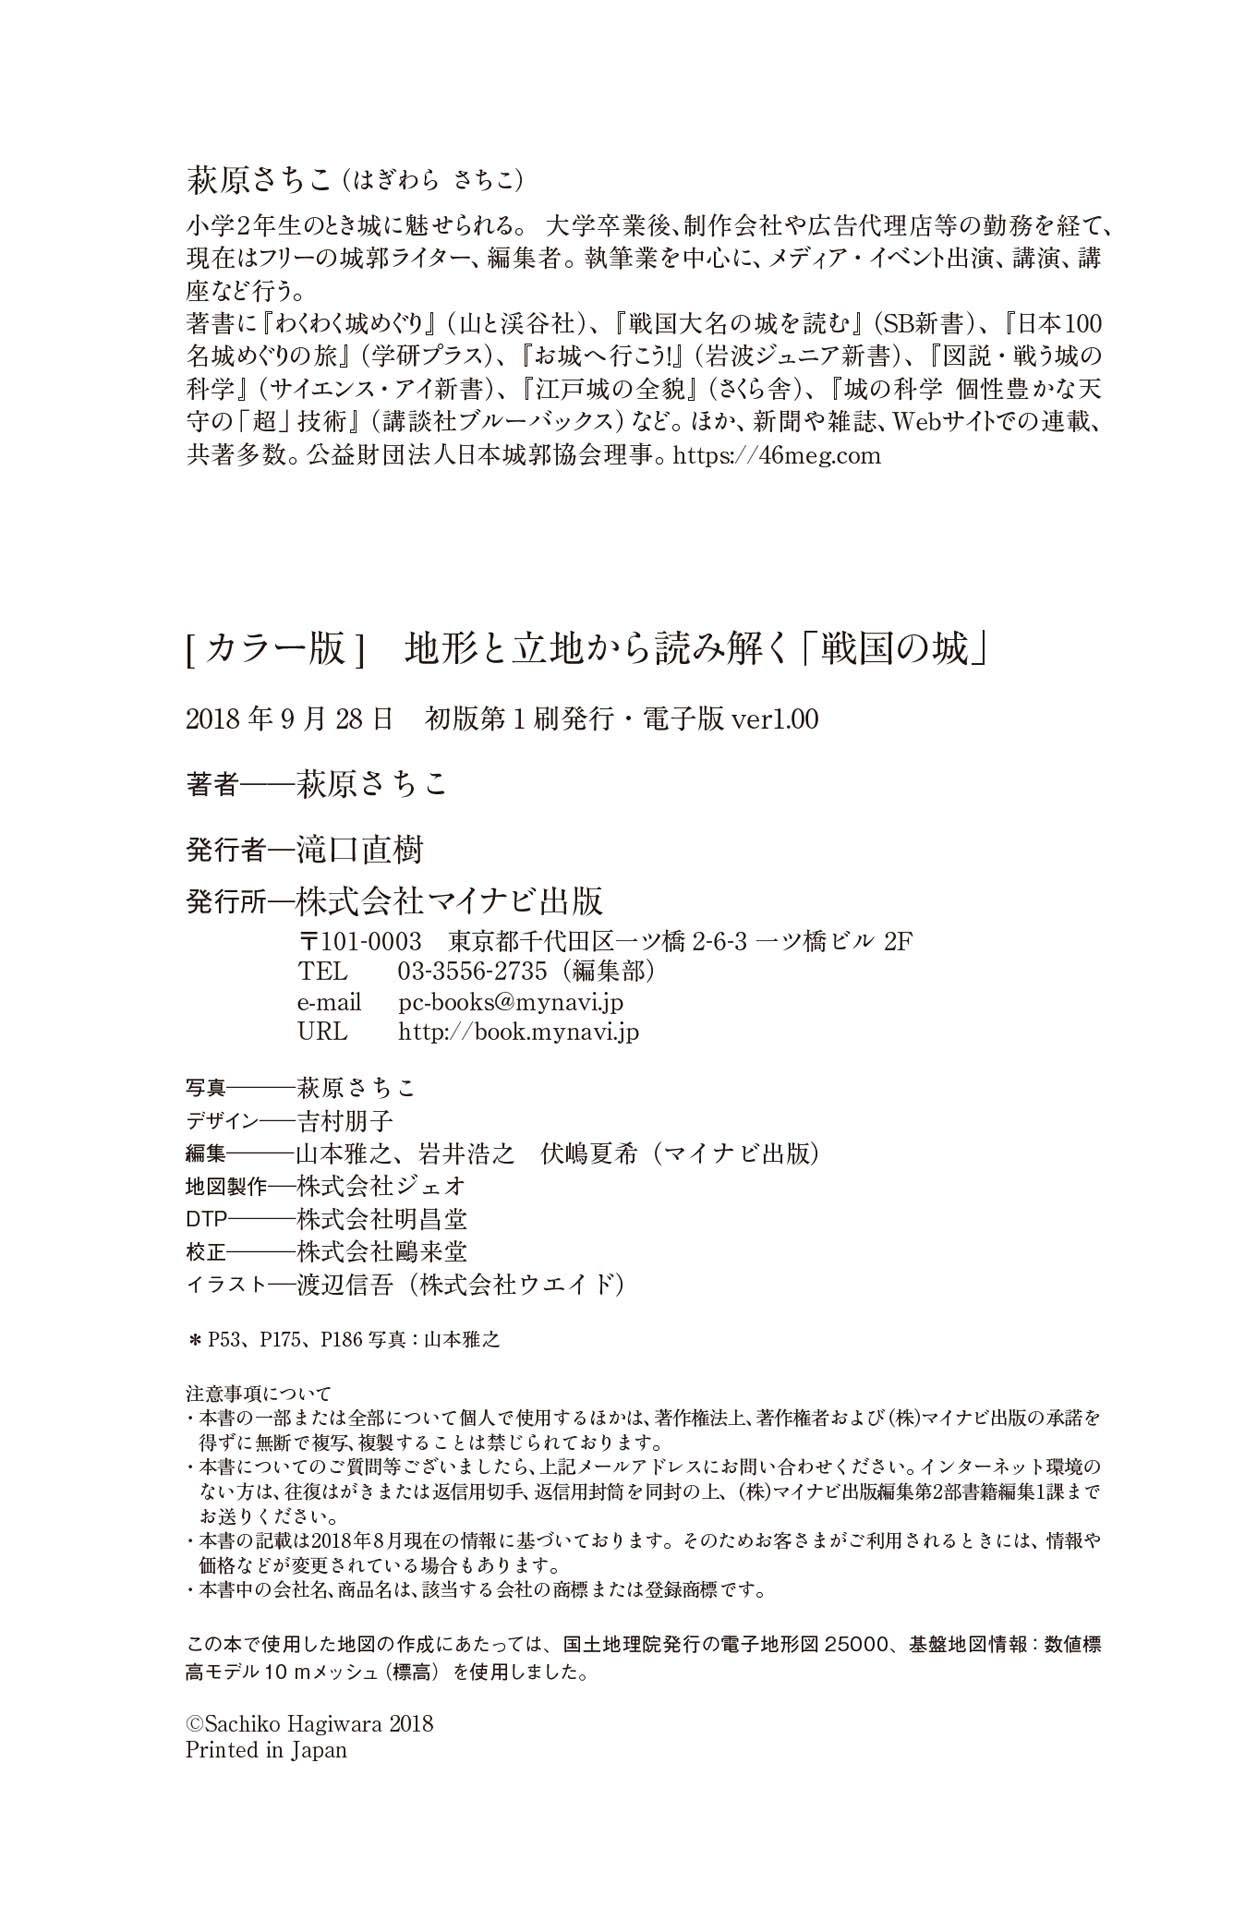 萩原さちこ（はぎわら さちこ）
小学2年生のとき城に魅せられる。 大学卒業後、制作会社や広告代理店等の勤務を経て、
現在はフリーの城郭ライター、編集者。執筆業を中心に、メディア・イベント出演、講演、講
座など行う。
著書に『わくわく城めぐり』（山と渓谷社）、『戦国大名の城を読む』（SB新書）、『日本100
名城めぐりの旅』（学研プラス）、『お城へ行こう!』（岩波ジュニア新書）、『図説・戦う城の
科学』（サイエンス・アイ新書）、『江戸城の全貌』（さくら舎）、『城の科学 個性豊かな天
守の「超」技術』（講談社ブルーバックス）など。ほか、新聞や雑誌、Webサイトでの連載、
共著多数。公益財団法人日本城郭協会理事。https://46meg.com
[ カラー版 ]　地形と立地から読み解く「戦国の城」
2018 年 9 月 28 日　初版第 1 刷発行・電子版 ver1.00
著者――萩原さちこ
発行者―滝口直樹
発行所―株式会社マイナビ出版
〒101-0003　東京都千代田区一ツ橋 2-6-3 一ツ橋ビル 2F
TEL　03-3556-2735（編集部）
e-mail　pc-books@mynavi.jp
URL　http://book.mynavi.jp
写真―――萩原さちこ
デザイン――吉村朋子
編集―――山本雅之、岩井浩之　伏嶋夏希（マイナビ出版）
地図製作―株式会社ジェオ
DTP―――株式会社明昌堂
校正―――株式会社鷗来堂
イラスト―渡辺信吾（株式会社ウエイド）
＊P53、P175、P186 写真：山本雅之
注意事項について
・本書の一部または全部について個人で使用するほかは、著作権法上、著作権者および（株）マイナビ出版の承諾を
得ずに無断で複写、複製することは禁じられております。
・本書についてのご質問等ございましたら、上記メールアドレスにお問い合わせください。インターネット環境の
ない方は、往復はがきまたは返信用切手、返信用封筒を同封の上、（株）マイナビ出版編集第2部書籍編集1課まで
お送りください。
・本書の記載は2018年8月現在の情報に基づいております。そのためお客さまがご利用されるときには、情報や
価格などが変更されている場合もあります。
・本書中の会社名、商品名は、該当する会社の商標または登録商標です。
この本で使用した地図の作成にあたっては、国土地理院発行の電子地形図 25000、基盤地図情報：数値標
高モデル 10 mメッシュ（標高）を使用しました。
©Sachiko Hagiwara 2018
Printed in Japan